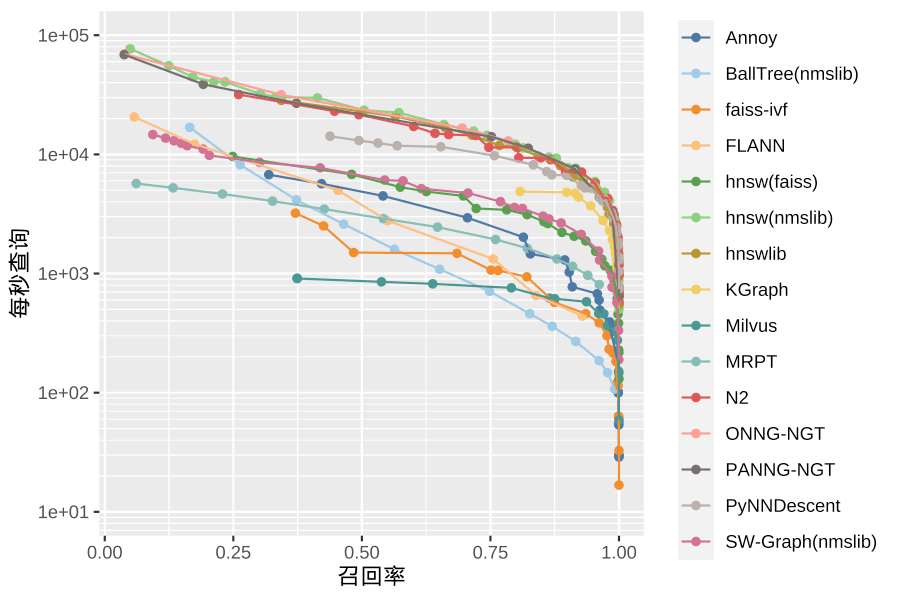 1e+05
1e+04
1e+03
1e+02
1e+01
每秒查询
0.00 0.25 0.50 0.75 1.00
召回率
Annoy
BallTree(nmslib)
faiss-ivf
FLANN
hnsw(faiss)
hnsw(nmslib)
hnswlib
KGraph
Milvus
MRPT
N2
ONNG-NGT
PANNG-NGT
PyNNDescent
SW-Graph(nmslib)